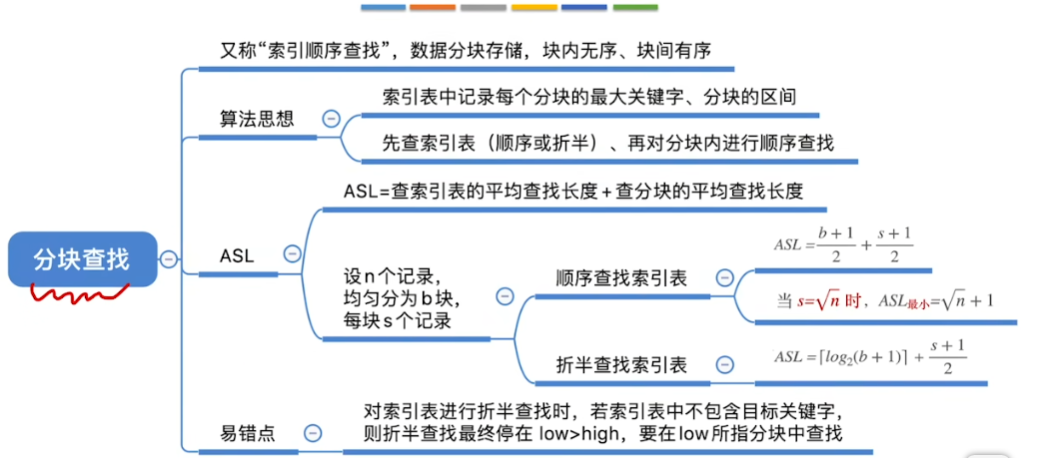 又称“索引顺序查找”，数据分块存储，块内无序、块间有序
算法思想
索引表中记录每个分块的最大关键字、分块的区间
先查索引表（顺序或折半）、再对分块内进行顺序查找
分块查找
ASL
ASL=查索引表的平均查找长度+查分块的平均查找长度
设n个记录，
均匀分为b块，
每块s个记录
顺序查找索引表
ASL=\frac{b+1}{2}+\frac{s+1}{2}
当 s=√n 时，ASL最小=√n+1
折半查找索引表
ASL=⌈log₂(b+1)⌉+\frac{s+1}{2}
易错点
对索引表进行折半查找时，若索引表中不包含目标关键字，
则折半查找最终停在 low>high，要在low所指分块中查找